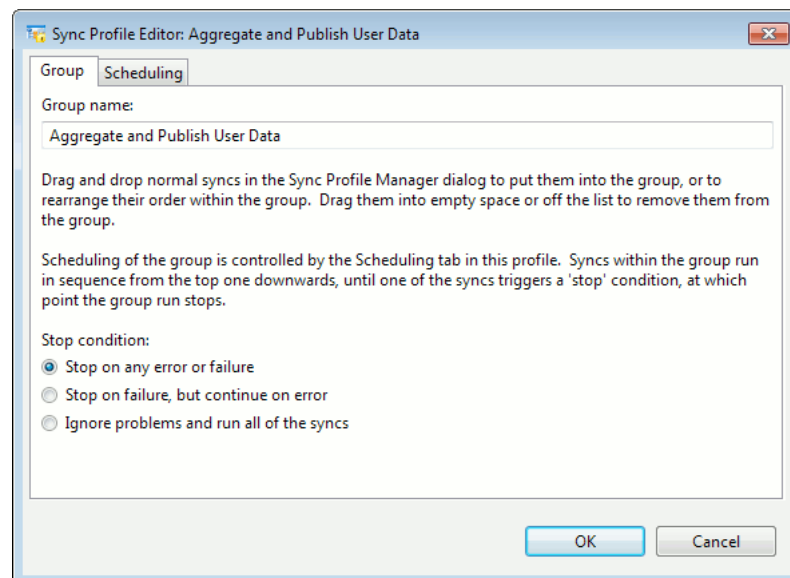 Sync Profile Editor: Aggregate and Publish User Data
Group
Scheduling
Group name:
Aggregate and Publish User Data
Drag and drop normal syncs in the Sync Profile Manager dialog to put them into the group, or to
rearrange their order within the group.  Drag them into empty space or off the list to remove them from
the group.
Scheduling of the group is controlled by the Scheduling tab in this profile.  Syncs within the group run
in sequence from the top one downwards, until one of the syncs triggers a 'stop' condition, at which
point the group run stops.
Stop condition:
Stop on any error or failure
Stop on failure, but continue on error
Ignore problems and run all of the syncs
OK
Cancel